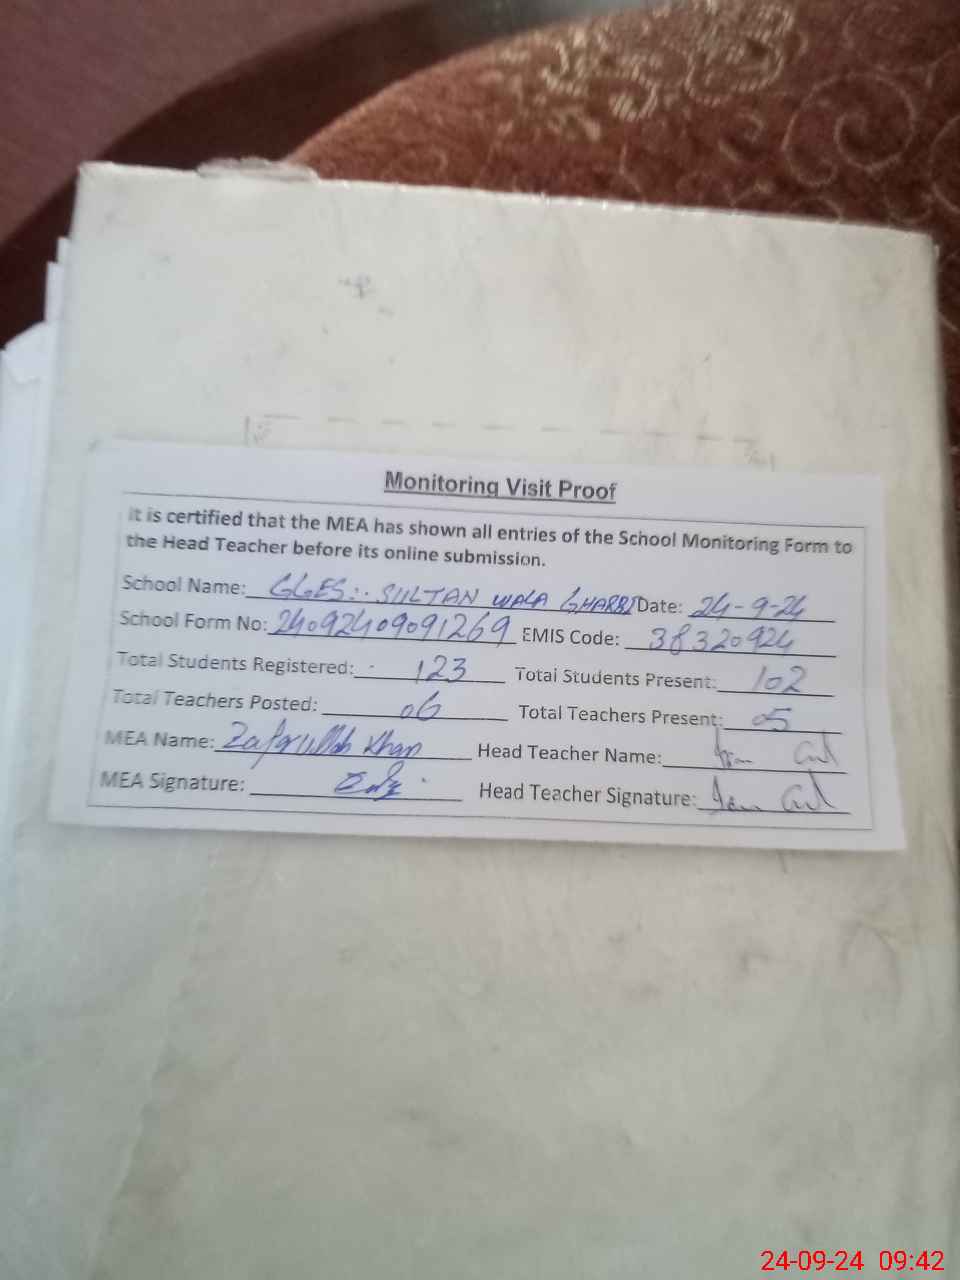 Monitoring Visit Proof
It is certified that the MEA has shown all entries of the School Monitoring Form to
the Head Teacher before its online submission.
School Name: GGES:. SULTAN WALA GHARBI Date: 24-9-24
School Form No: 24092409091269 EMIS Code: 38320924
Total Students Registered: 123 Total Students Present: 102
Total Teachers Posted: 06 Total Teachers Present: 05
MEA Name: Zafarullah Khan Head Teacher Name:
MEA Signature: Head Teacher Signature:
24-09-24 09:42